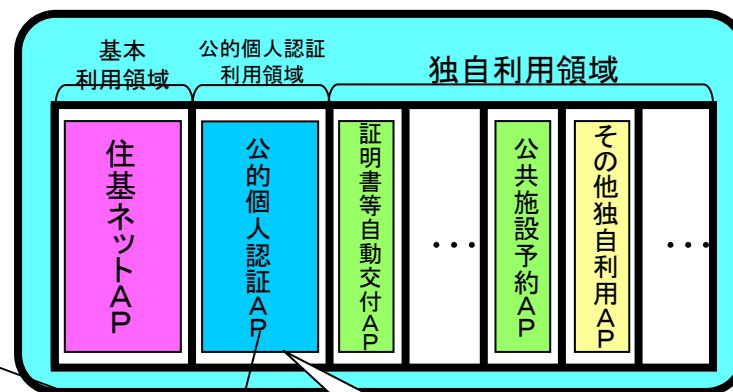 基本
利用領域
公的個人認証
利用領域
独自利用領域
住基ネットAP
公的個人認証AP
証明書等自動交付AP
・・・
公共施設予約AP
その他独自利用AP
・・・